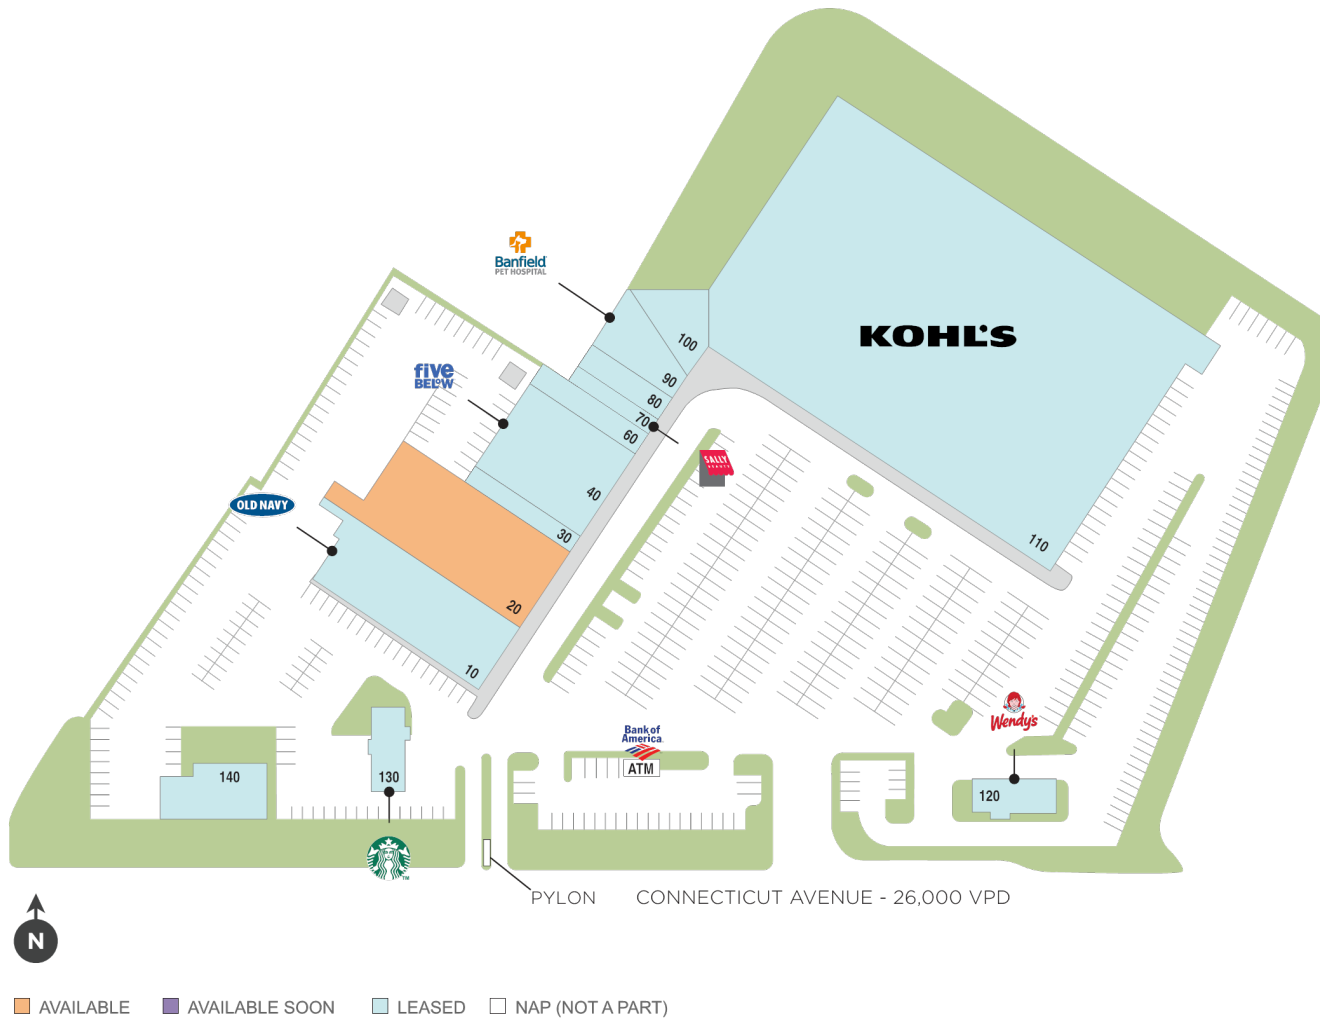 Banfield
PET HOSPITAL
KOHL'S
100
five
BELOW
90
80
70
60
SALLY
BEAUTY
40
OLD NAVY
30
110
20
10
Wendy's
Bank of
America
ATM
140
130
120
TM
PYLON
CONNECTICUT AVENUE - 26,000 VPD
N
AVAILABLE
AVAILABLE SOON
LEASED
NAP (NOT A PART)